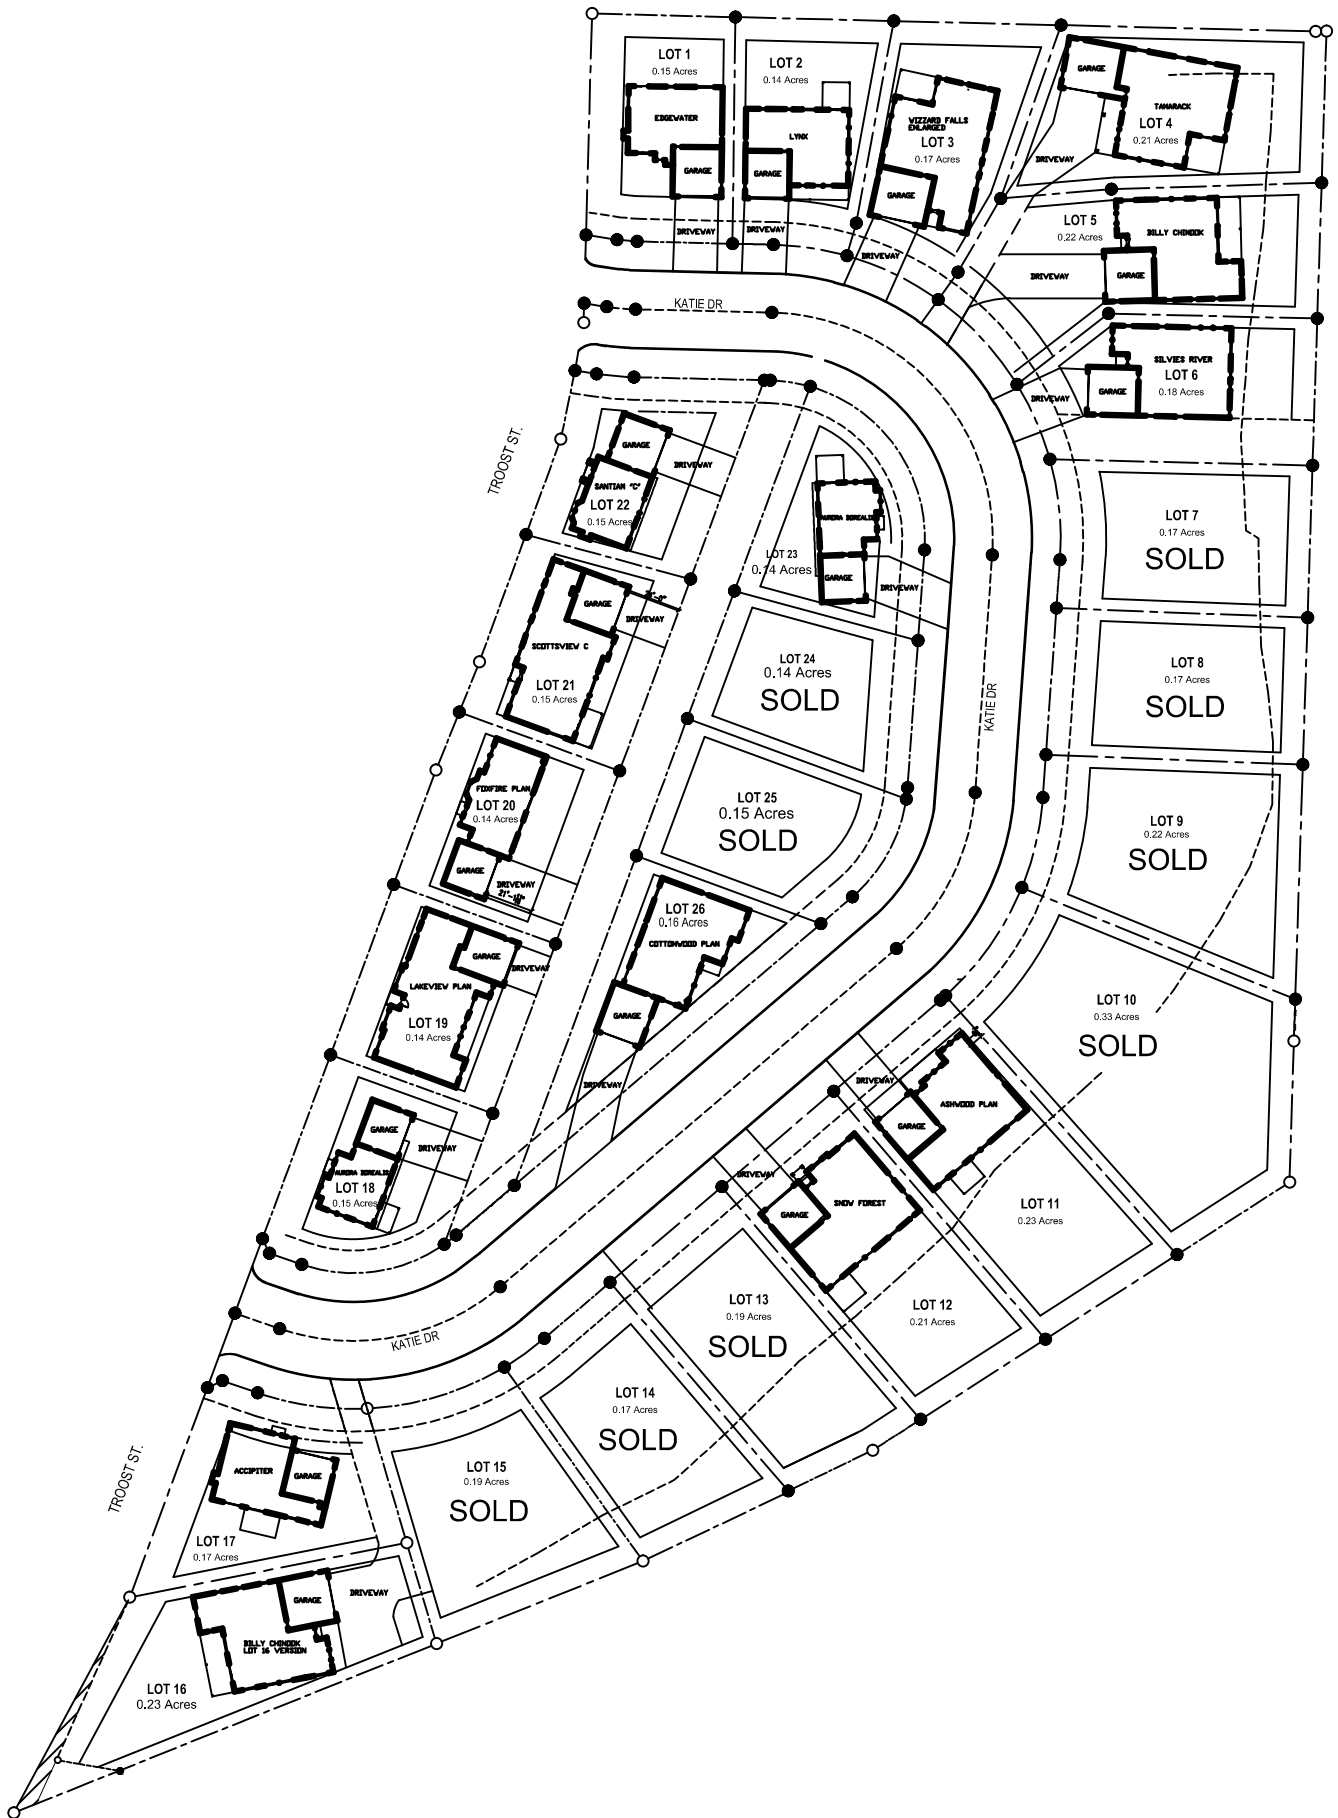 LOT 1
0.15 Acres
EDGEWATER
GARAGE
DRIVEWAY
LOT 2
0.14 Acres
LYNX
GARAGE
DRIVEWAY
WIZZARD FALLS
ENLARGED
LOT 3
0.17 Acres
GARAGE
DRIVEWAY
GARAGE
TAMARACK
LOT 4
0.21 Acres
DRIVEWAY
LOT 5
0.22 Acres
BILLY CHINOOK
GARAGE
DRIVEWAY
KATIE DR
SILVIES RIVER
LOT 6
0.18 Acres
GARAGE
DRIVEWAY
TROOST ST.
GARAGE
DRIVEWAY
SANTIAM "C"
LOT 22
0.15 Acres
AURORA BOREALIS
LOT 23
0.14 Acres
GARAGE
DRIVEWAY
LOT 7
0.17 Acres
SOLD
GARAGE
DRIVEWAY
SCOTTSVIEW C
LOT 21
0.15 Acres
LOT 24
0.14 Acres
SOLD
KATIE DR
LOT 8
0.17 Acres
SOLD
FOXFIRE PLAN
LOT 20
0.14 Acres
GARAGE
DRIVEWAY
LOT 25
0.15 Acres
SOLD
LOT 9
0.22 Acres
SOLD
LOT 26
0.16 Acres
COTTONWOOD PLAN
GARAGE
DRIVEWAY
GARAGE
DRIVEWAY
LAKEVIEW PLAN
LOT 19
0.14 Acres
LOT 10
0.33 Acres
SOLD
DRIVEWAY
ASHWOOD PLAN
GARAGE
LOT 11
0.23 Acres
GARAGE
DRIVEWAY
AURORA BOREALIS
LOT 18
0.15 Acres
DRIVEWAY
SNOW FOREST
GARAGE
LOT 12
0.21 Acres
LOT 13
0.19 Acres
SOLD
KATIE DR
LOT 14
0.17 Acres
SOLD
LOT 15
0.19 Acres
SOLD
TROOST ST.
ACCIPITER
GARAGE
LOT 17
0.17 Acres
GARAGE
DRIVEWAY
BILLY CHINOOK
LOT 16 VERSION
LOT 16
0.23 Acres